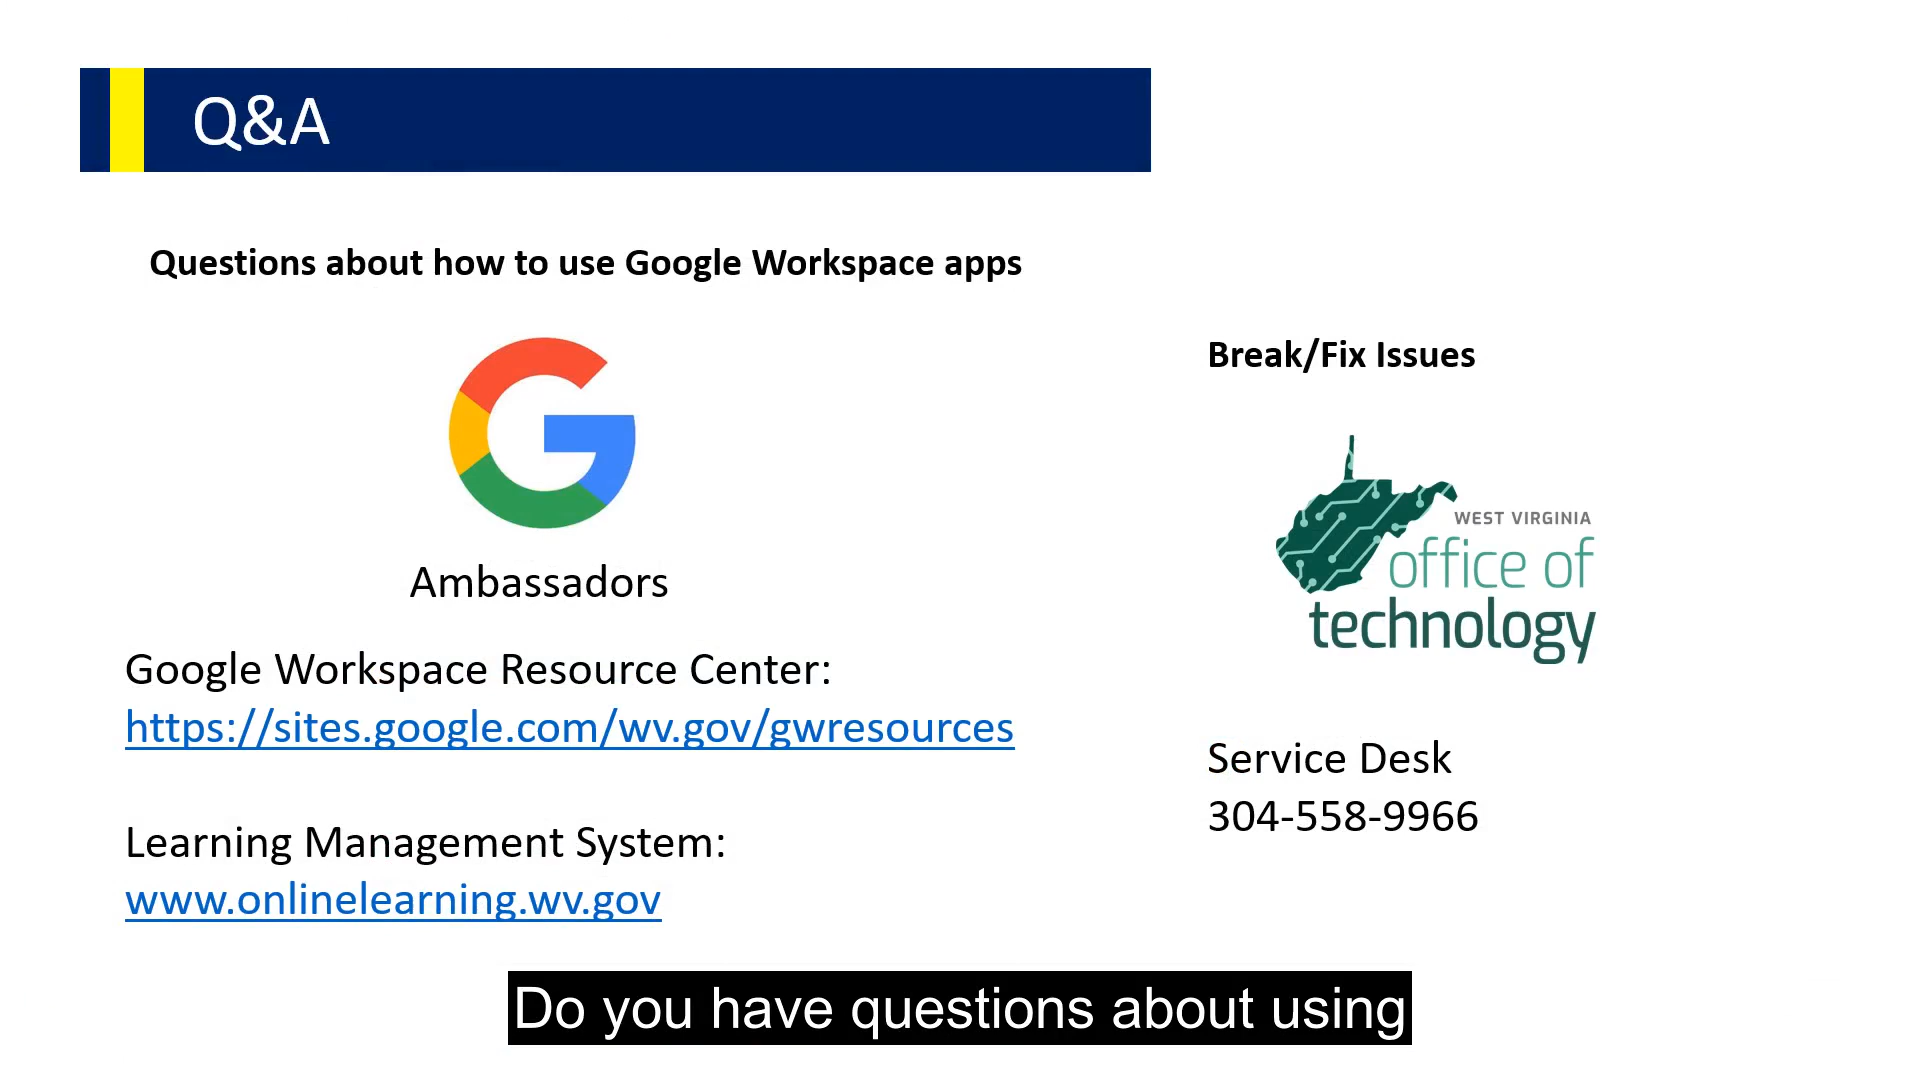 Q&A
Questions about how to use Google Workspace apps
Ambassadors
Google Workspace Resource Center:
https://sites.google.com/wv.gov/gwresources
Learning Management System:
www.onlinelearning.wv.gov
Break/Fix Issues
WEST VIRGINIA
office of
technology
Service Desk
304-558-9966
Do you have questions about using